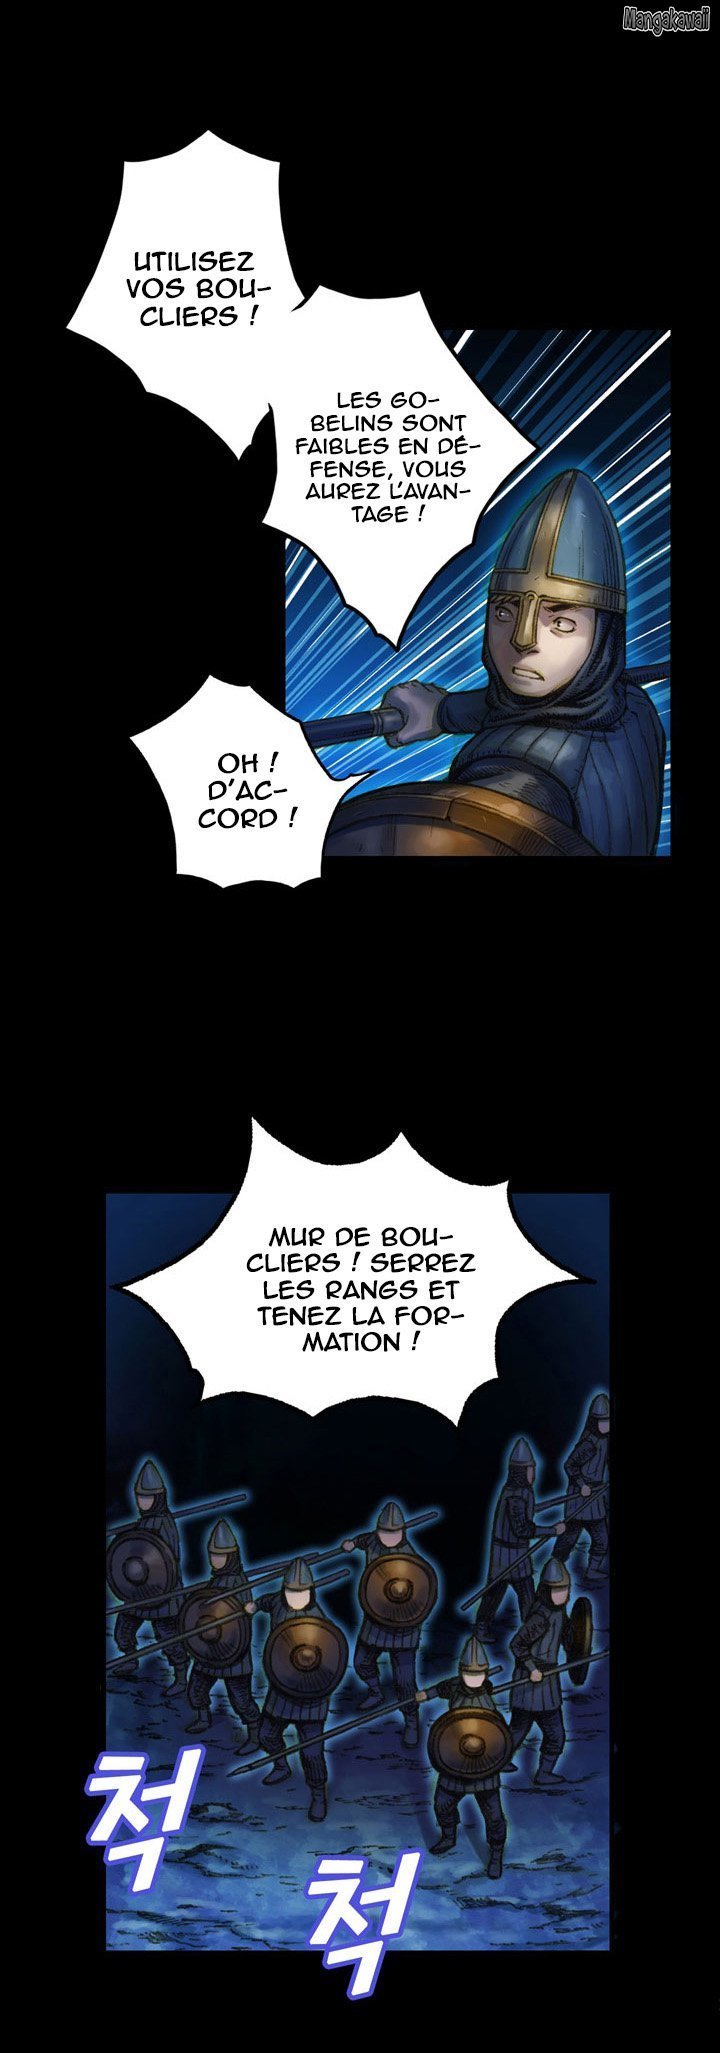 Mangakawaii
UTILISEZ
VOS BOU-
CLIERS !
LES GO-
BELINS SONT
FAIBLES EN DÉ-
FENSE, VOUS
AUREZ L'AVAN-
TAGE !
OH !
D'AC-
CORD !
MUR DE BOU-
CLIERS ! SERREZ
LES RANGS ET
TENEZ LA FOR-
MATION !
척
척